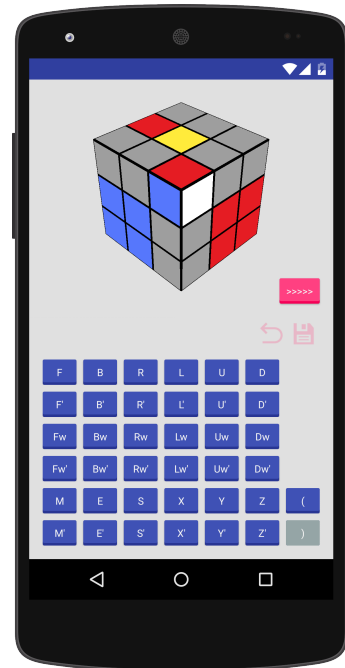 >>>>>
F B R L U D
F' B' R' L' U' D'
Fw Bw Rw Lw Uw Dw
Fw' Bw' Rw' Lw' Uw' Dw'
M E S X Y Z (
M' E' S' X' Y' Z' )